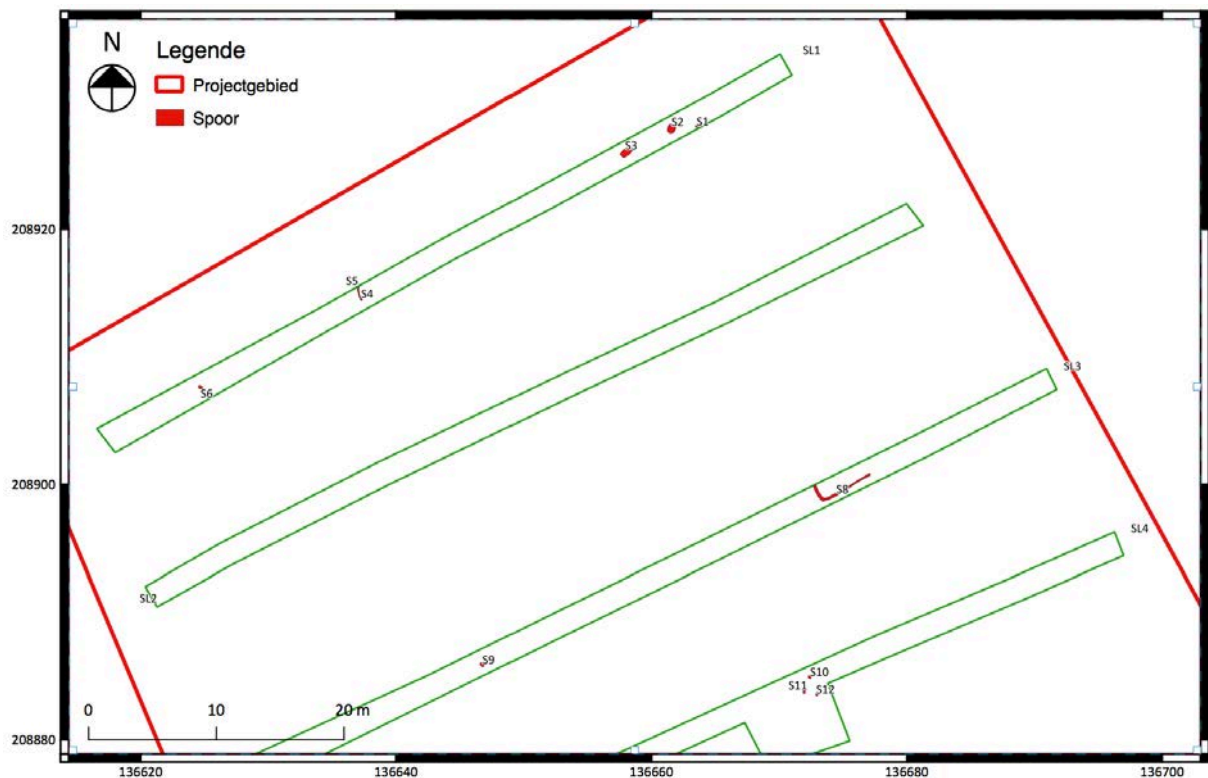 N
Legende
Projectgebied
Spoor
SL1
S2
S1
S3
208920
S5
S4
S6
SL3
208900
S8
SL4
SL2
S9
S10
S11
S12
0
10
20 m
208880
136620
136640
136660
136680
136700